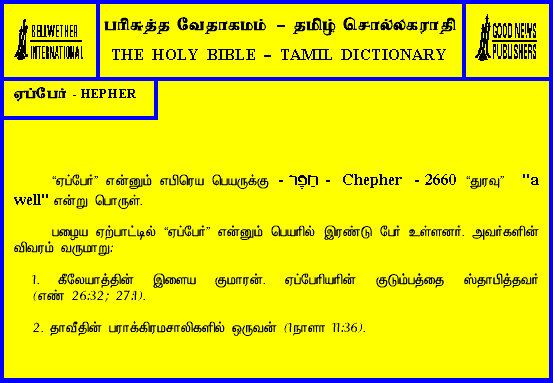 BELLWETHER
INTERNATIONAL
பரிசுத்த வேதாகமம் – தமிழ் சொல்லகராதி
THE HOLY BIBLE – TAMIL DICTIONARY
GOOD NEWS
PUBLISHERS
ஏப்பேர் - HEPHER
“ஏப்பேர்” என்னும் எபிரெய பெயருக்கு - חֵפֶר - Chepher - 2660 “துரவு” "a
well" என்று பொருள்.
பழைய ஏற்பாட்டில் “ஏப்பேர்” என்னும் பெயரில் இரண்டு பேர் உள்ளனர். அவர்களின்
விவரம் வருமாறு:
1. கீலேயாத்தின் இளைய குமாரன். ஏப்பேரியரின் குடும்பத்தை ஸ்தாபித்தவர்
(எண் 26:32; 27:1).
2. தாவீதின் பராக்கிரமசாலிகளில் ஒருவன் (1நாளா 11:36).